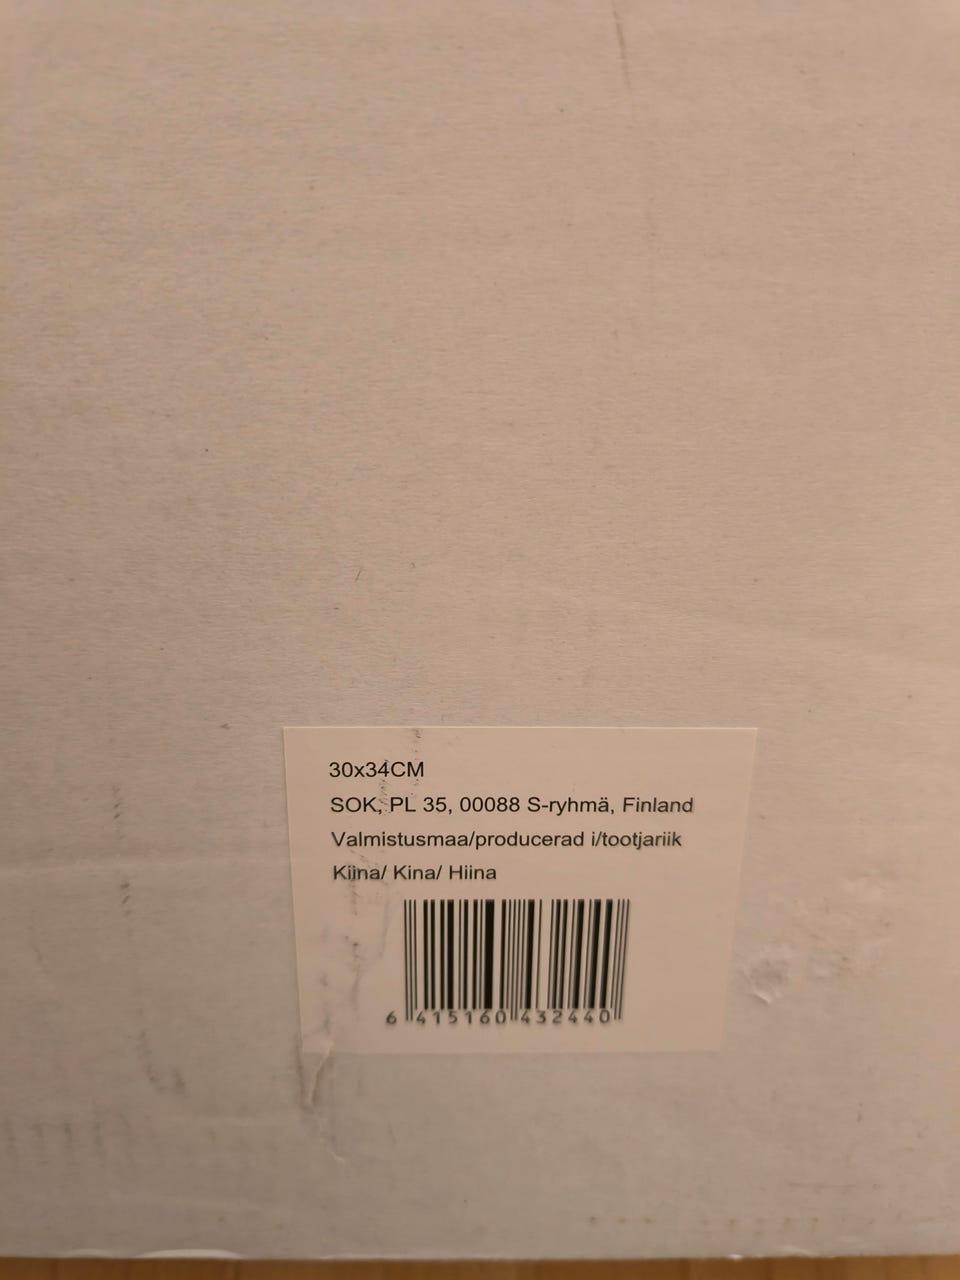 30x34CM
SOK, PL 35, 00088 S-ryhmä, Finland
Valmistusmaa/producerad i/tootjariik
Kiina/ Kina/ Hiina
6 415160 432440